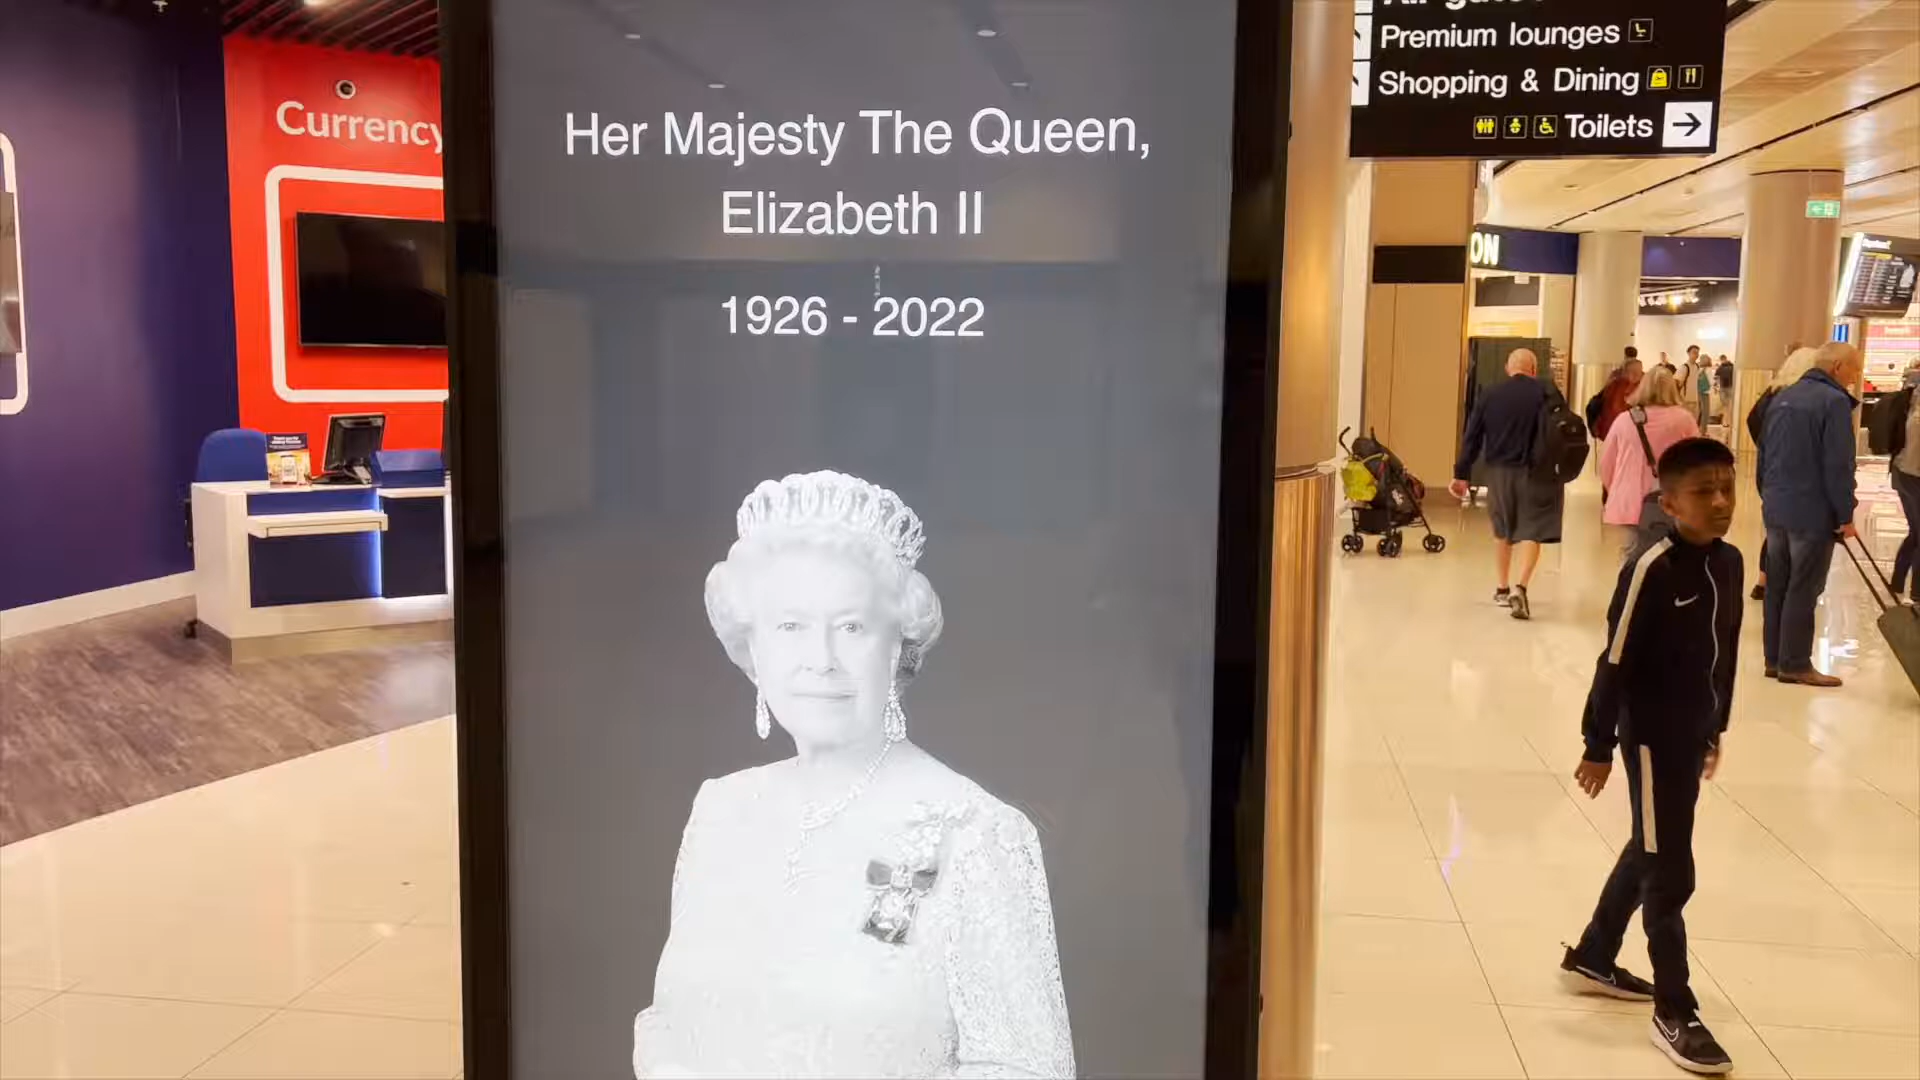 Currency
Her Majesty The Queen,
Elizabeth II
1926 - 2022
Premium lounges
Shopping & Dining
Toilets
ON